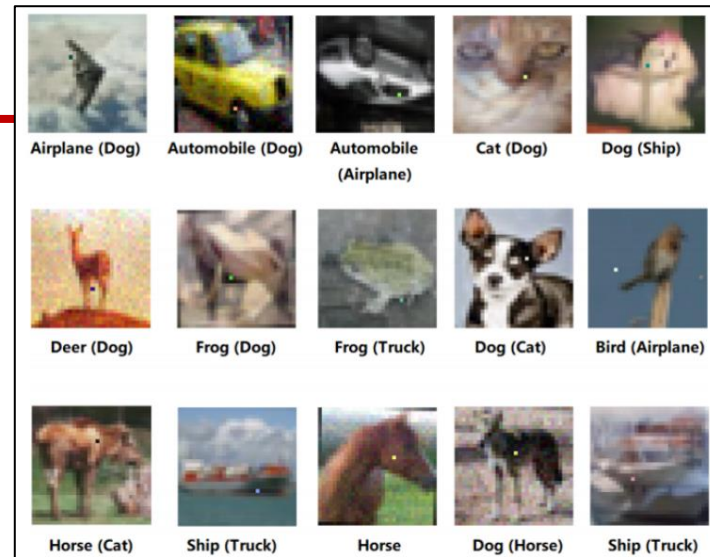 Airplane (Dog)
Automobile (Dog)
Automobile
(Airplane)
Cat (Dog)
Dog (Ship)
Deer (Dog)
Frog (Dog)
Frog (Truck)
Dog (Cat)
Bird (Airplane)
Horse (Cat)
Ship (Truck)
Horse
Dog (Horse)
Ship (Truck)